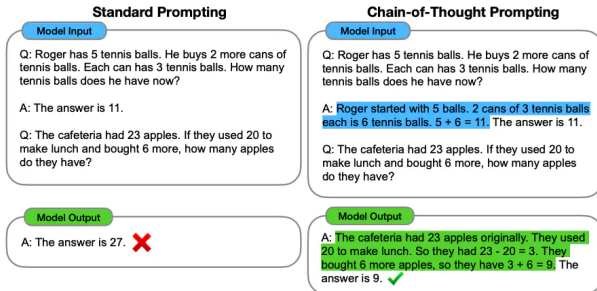 Standard Prompting
Model Input
Q: Roger has 5 tennis balls. He buys 2 more cans of
tennis balls. Each can has 3 tennis balls. How many
tennis balls does he have now?
A: The answer is 11.
Q: The cafeteria had 23 apples. If they used 20 to
make lunch and bought 6 more, how many apples
do they have?
Model Output
A: The answer is 27.
Chain-of-Thought Prompting
Model Input
Q: Roger has 5 tennis balls. He buys 2 more cans of
tennis balls. Each can has 3 tennis balls. How many
tennis balls does he have now?
A: Roger started with 5 balls. 2 cans of 3 tennis balls
each is 6 tennis balls. 5 + 6 = 11. The answer is 11.
Q: The cafeteria had 23 apples. If they used 20 to
make lunch and bought 6 more, how many apples
do they have?
Model Output
A: The cafeteria had 23 apples originally. They used
20 to make lunch. So they had 23 - 20 = 3. They
bought 6 more apples, so they have 3 + 6 = 9. The
answer is 9.